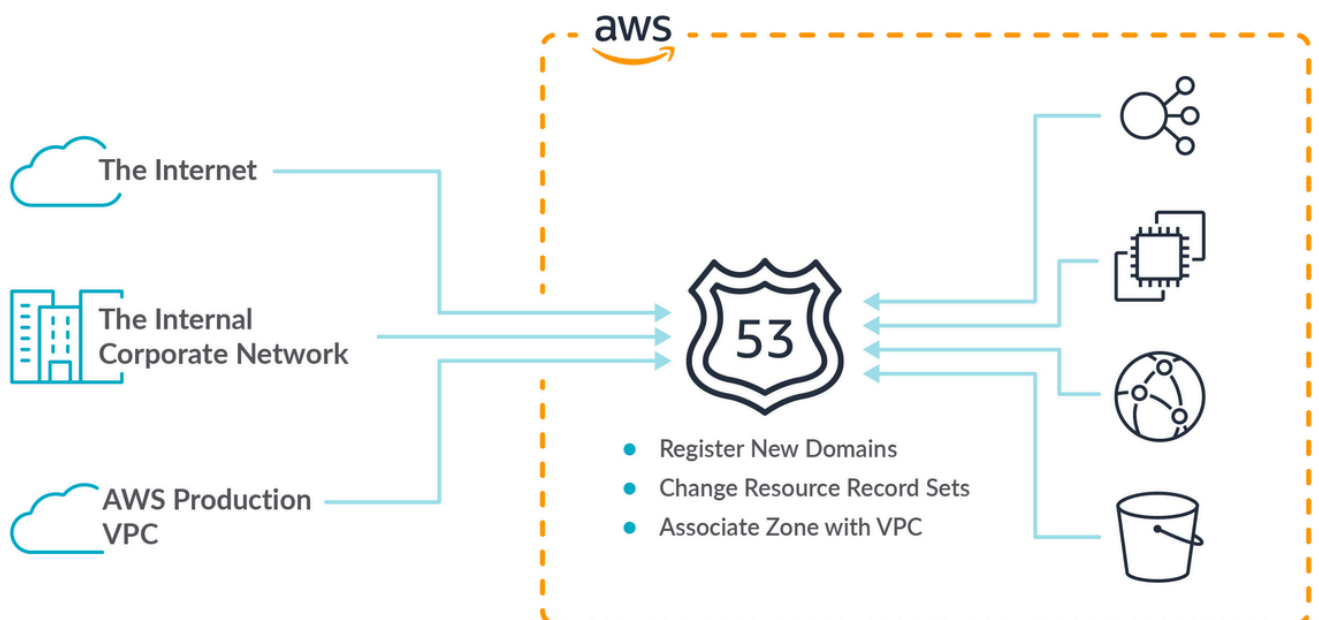 aws
The Internet
The Internal
Corporate Network
AWS Production
VPC
53
Register New Domains
Change Resource Record Sets
Associate Zone with VPC